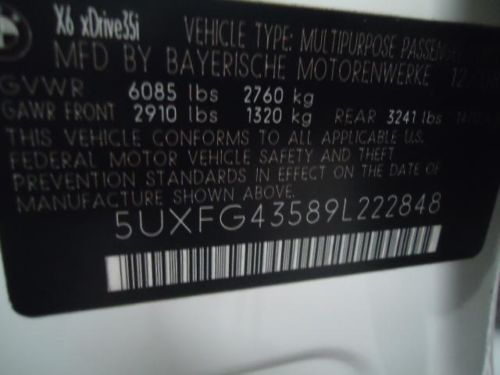 X6 xDrive35i VEHICLE TYPE: MULTIPURPOSE
MFD BY BAYERISCHE MOTORENWERKE
GVWR 6085 lbs 2760 kg
GAWR FRONT 2910 lbs 1320 kg REAR 3241 lbs
THIS VEHICLE CONFORMS TO ALL APPLICABLE U.S.
FEDERAL MOTOR VEHICLE SAFETY AND THEFT
PREVENTION STANDARDS IN EFFECT ON THE DATE OF
MANUFACTURE SHOWN ABOVE.
5UXFG43589L222848